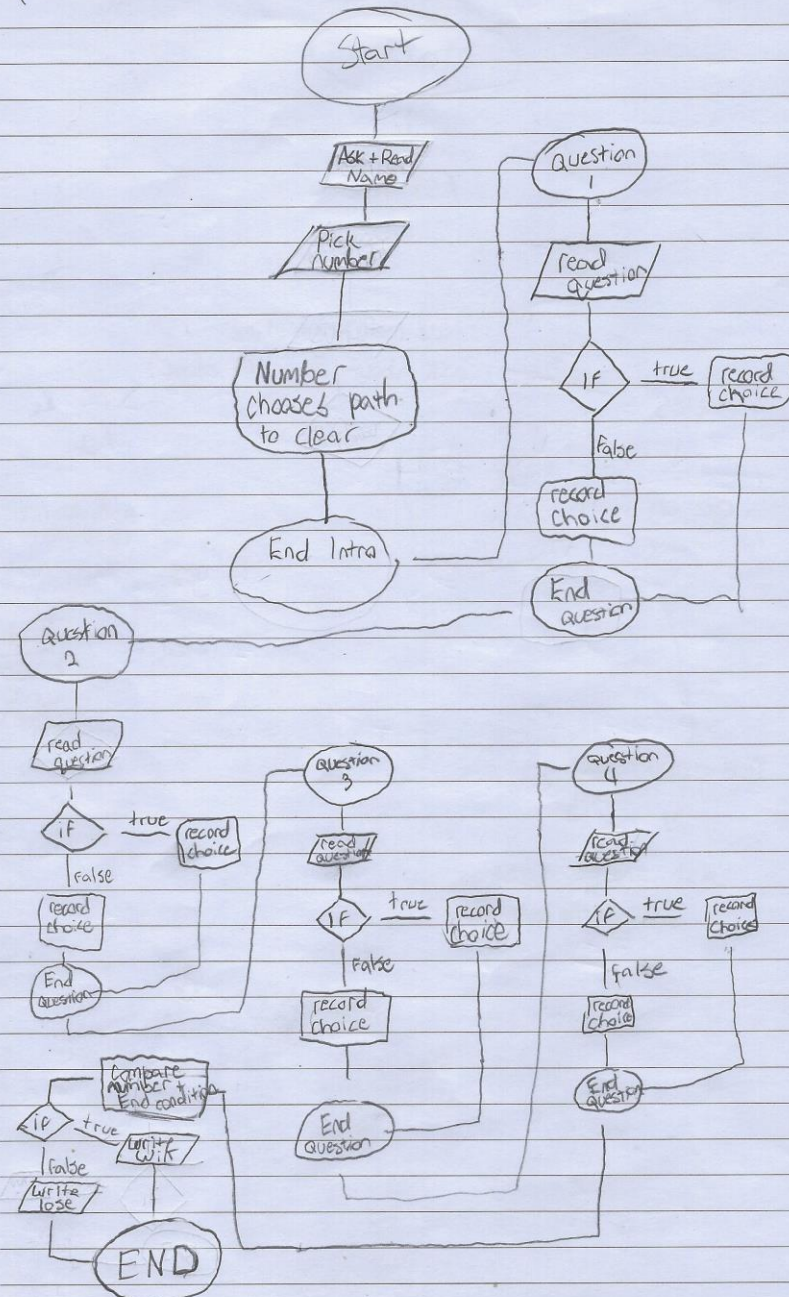 Start
Ask + Read
Name
Pick
number
Number
chooses path
to clear
End Intro
Question
1
read
question
IF
true
record
choice
False
record
choice
End
Question
Question
2
read
question
if
true
record
choice
False
record
choice
End
Question
Question
3
read
question
IF
true
record
choice
False
record
choice
End
Question
Question
4
read
question
IF
true
record
choice
False
record
choice
End
Question
Compare
number +
End condition
if
true
Write
False
Write
lose
END